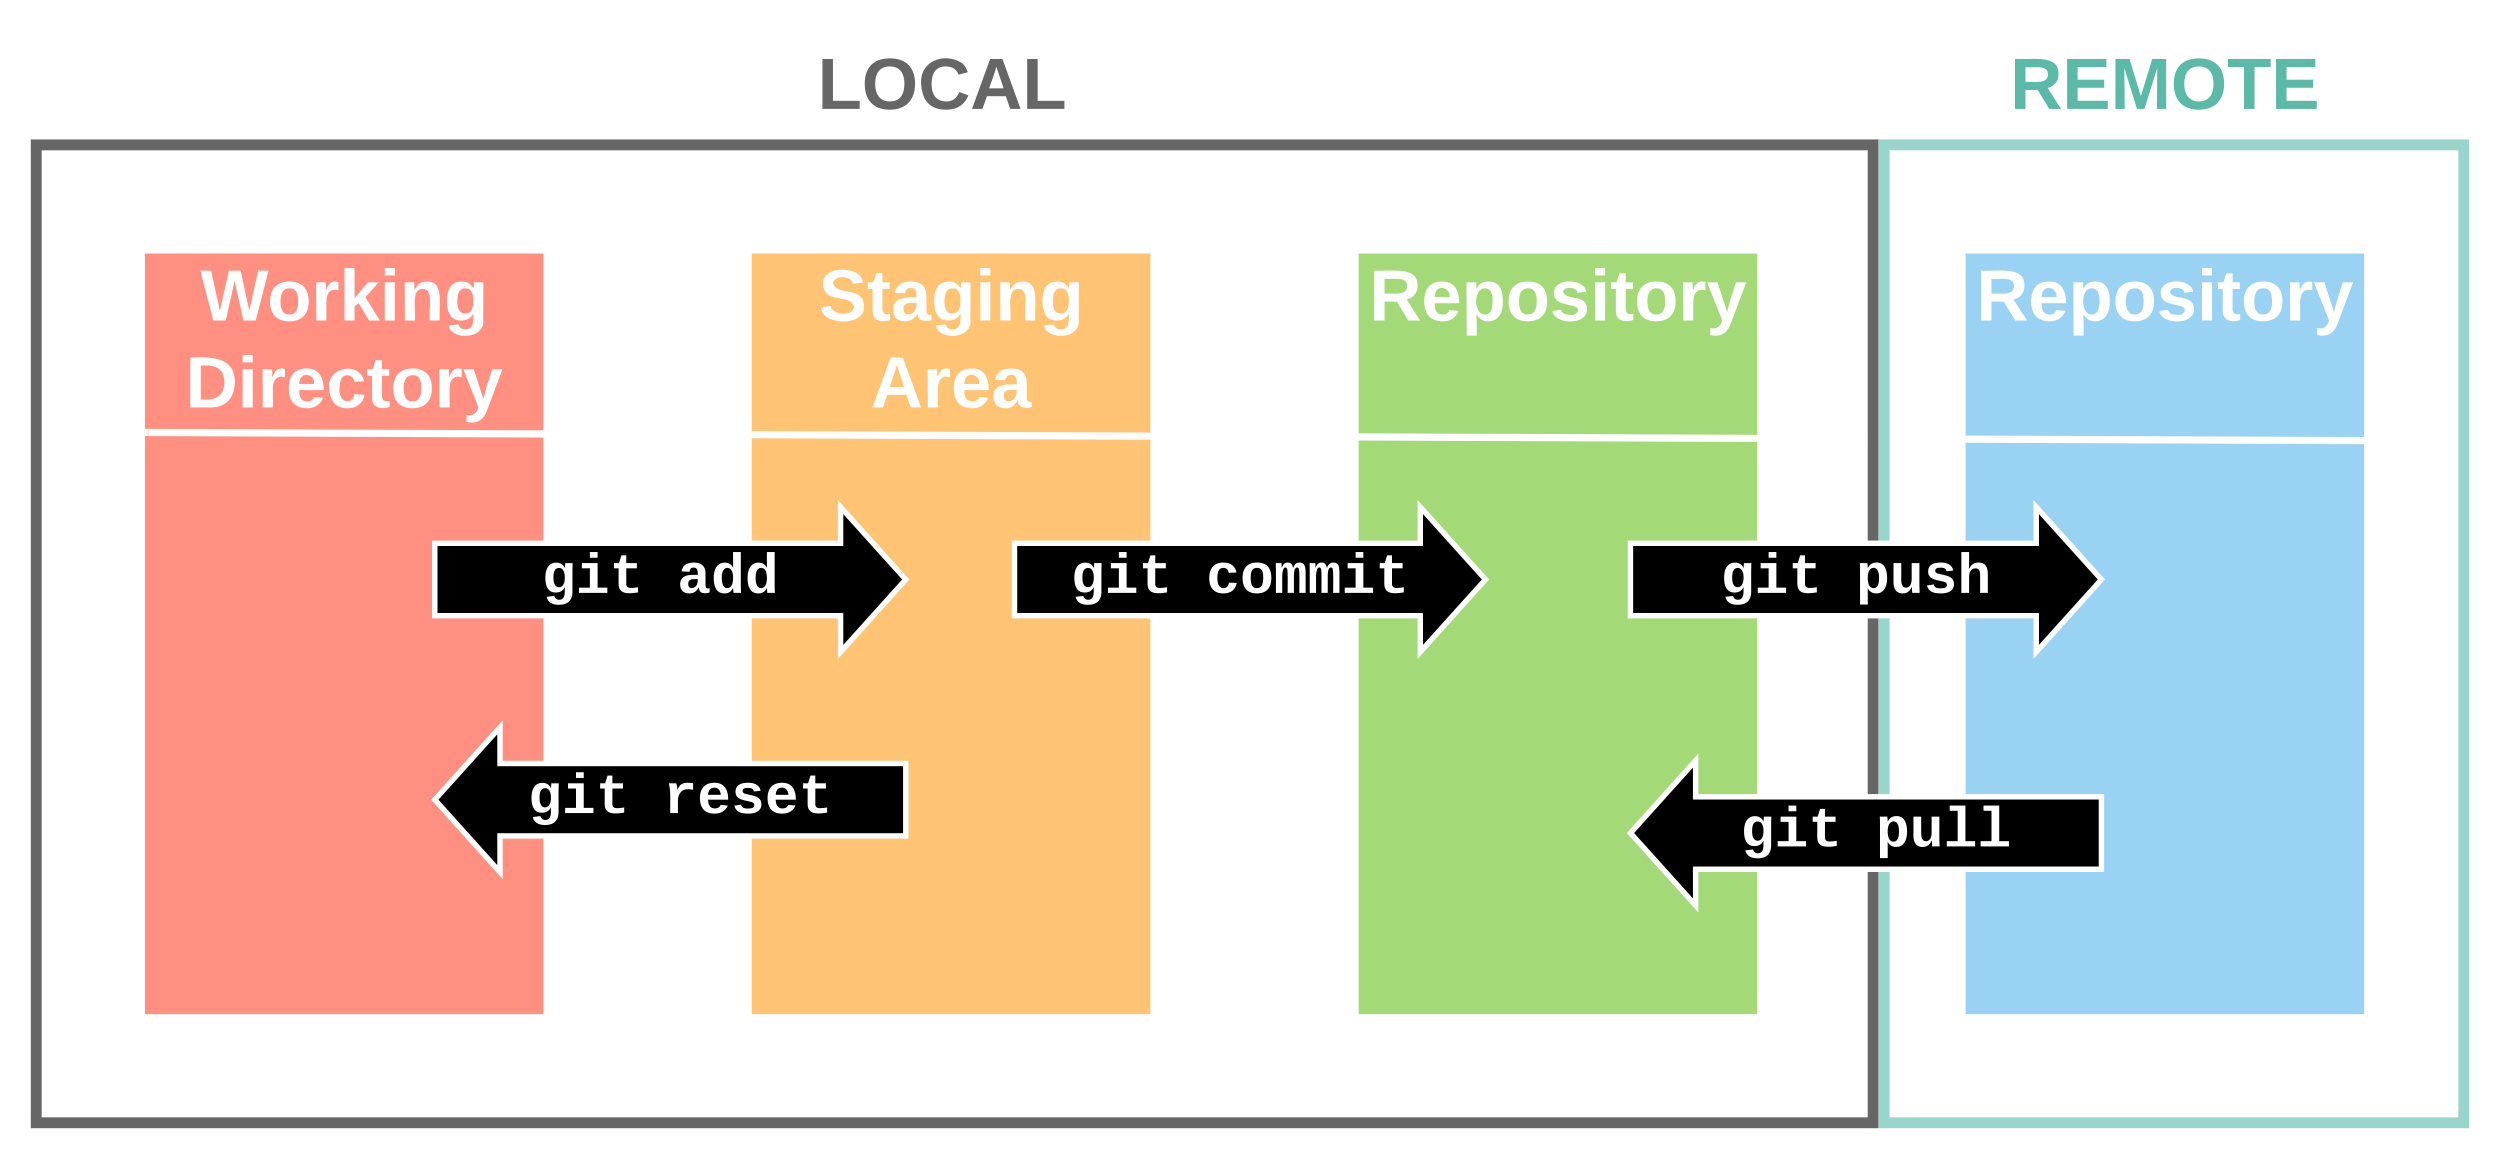 LOCAL
REMOTE
Working
Directory
Staging
Area
Repository
Repository
git add
git commit
git push
git reset
git pull